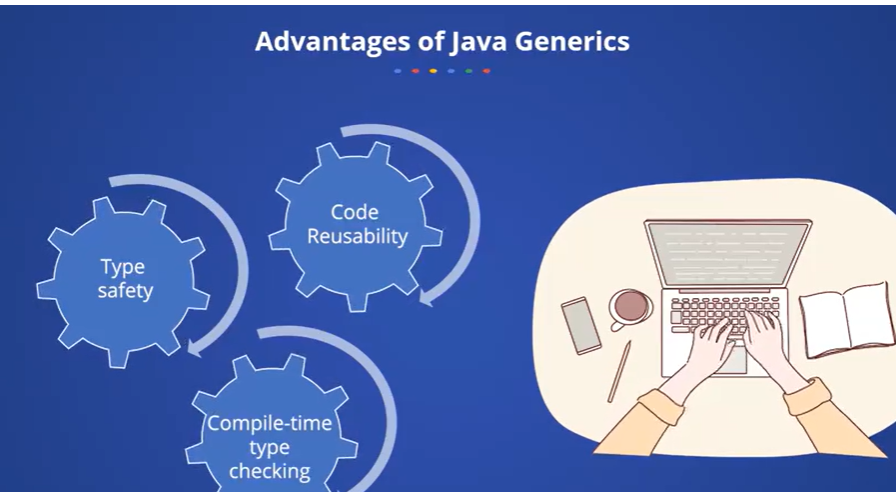 Advantages of Java Generics
Code
Reusability
Type
safety
Compile-time
type
checking